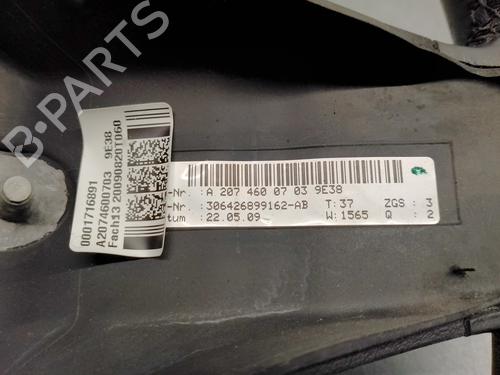 0001716891
A2074600703 9E38
Fach13 20090820T060
-Nr. : A 207 460 07 03 9E38
-Nr. : 306426899162-AB T: 37 ZGS : 3
tum : 22.05.09 W: 1565 Q : 2
B-PARTS